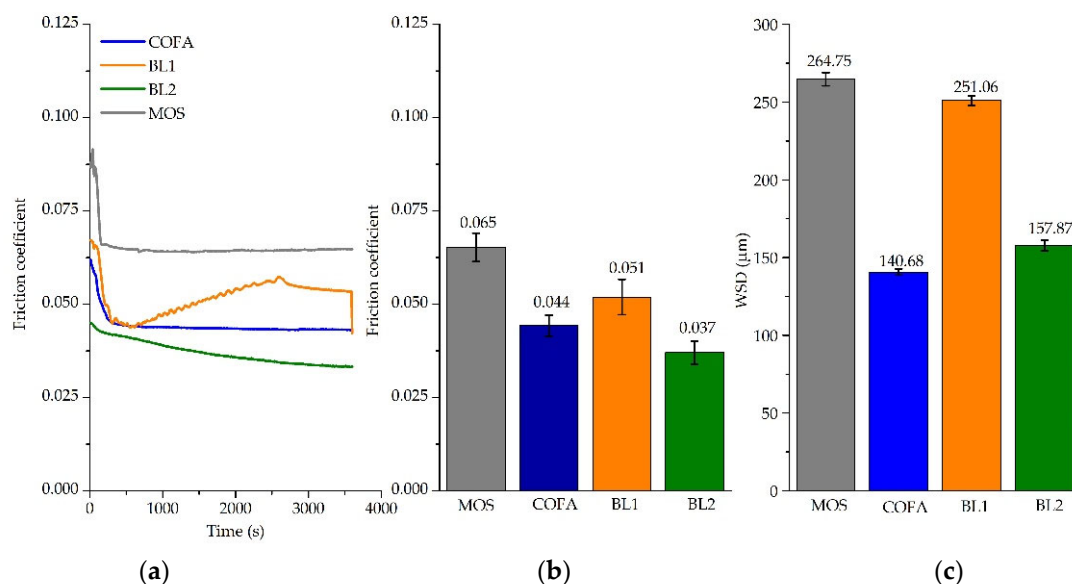 0.125
0.100
0.075
0.050
0.025
0.000
Friction coefficient
COFA
BL1
BL2
MOS
0
1000
2000
3000
4000
Time (s)
(a)
0.125
0.100
0.075
0.050
0.025
0.000
Friction coefficient
0.065
0.044
0.051
0.037
MOS
COFA
BL1
BL2
(b)
300
250
200
150
100
50
0
WSD (µm)
264.75
140.68
251.06
157.87
MOS
COFA
BL1
BL2
(c)